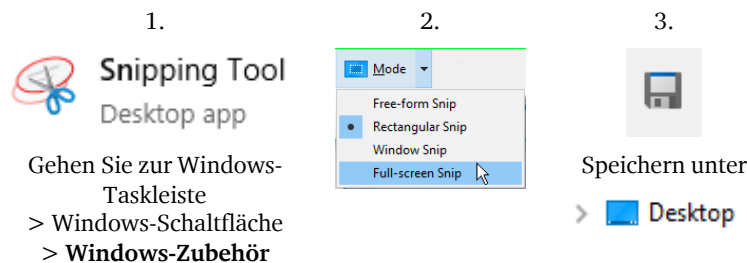 1.
Snipping Tool
Desktop app
Gehen Sie zur Windows-
Taskleiste
> Windows-Schaltfläche
> Windows-Zubehör
2.
Mode
Free-form Snip
Rectangular Snip
Window Snip
Full-screen Snip
3.
Speichern unter
> Desktop